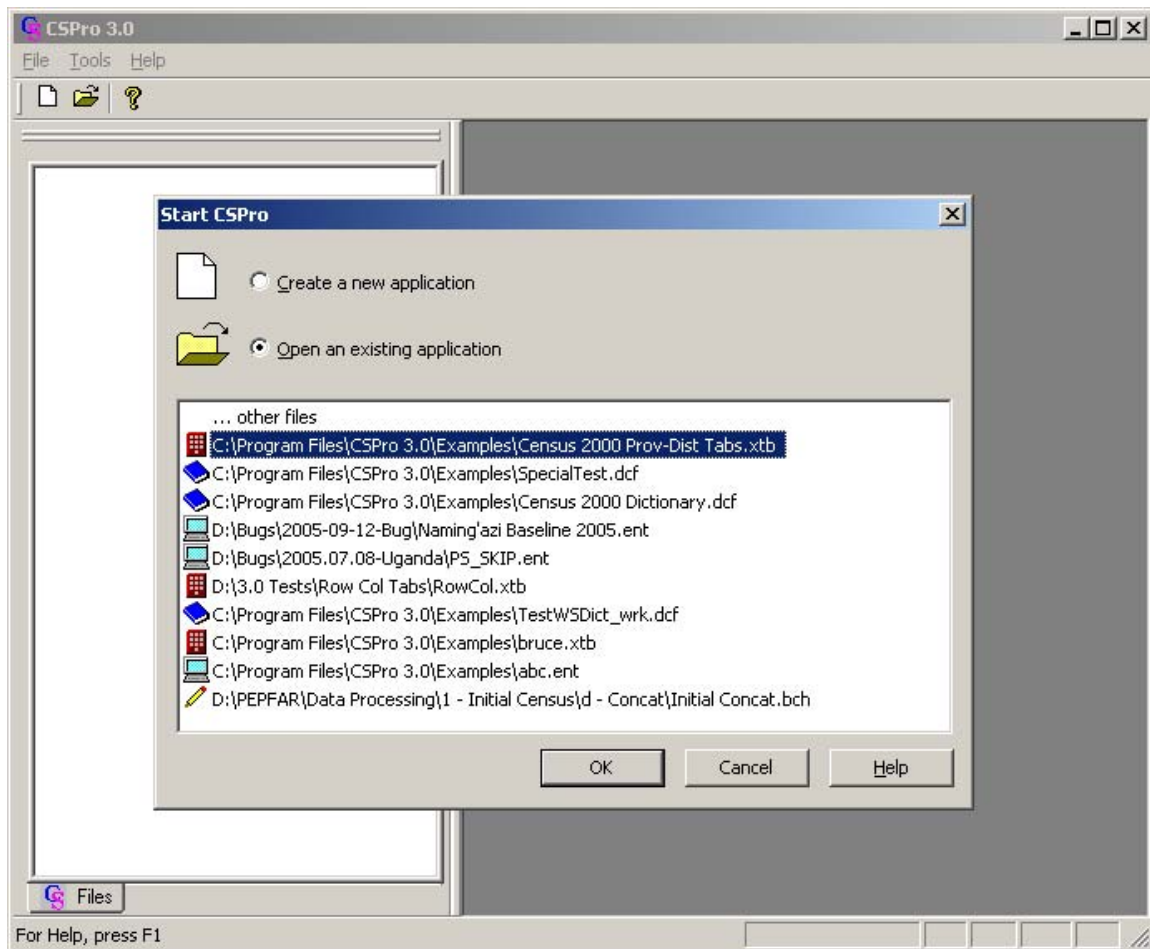 CSPro 3.0
File Tools Help
Start CSPro
Create a new application
Open an existing application
... other files
C:\Program Files\CSPro 3.0\Examples\Census 2000 Prov-Dist Tabs.xtb
C:\Program Files\CSPro 3.0\Examples\SpecialTest.dcf
C:\Program Files\CSPro 3.0\Examples\Census 2000 Dictionary.dcf
D:\Bugs\2005-09-12-Bug\Naming'azi Baseline 2005.ent
D:\Bugs\2005.07.08-Uganda\PS_SKIP.ent
D:\3.0 Tests\Row Col Tabs\RowCol.xtb
C:\Program Files\CSPro 3.0\Examples\TestWSDict_wrk.dcf
C:\Program Files\CSPro 3.0\Examples\bruce.xtb
C:\Program Files\CSPro 3.0\Examples\abc.ent
D:\PEPFAR\Data Processing\1 - Initial Census\d - Concat\Initial Concat.bch
OK Cancel Help
Files
For Help, press F1